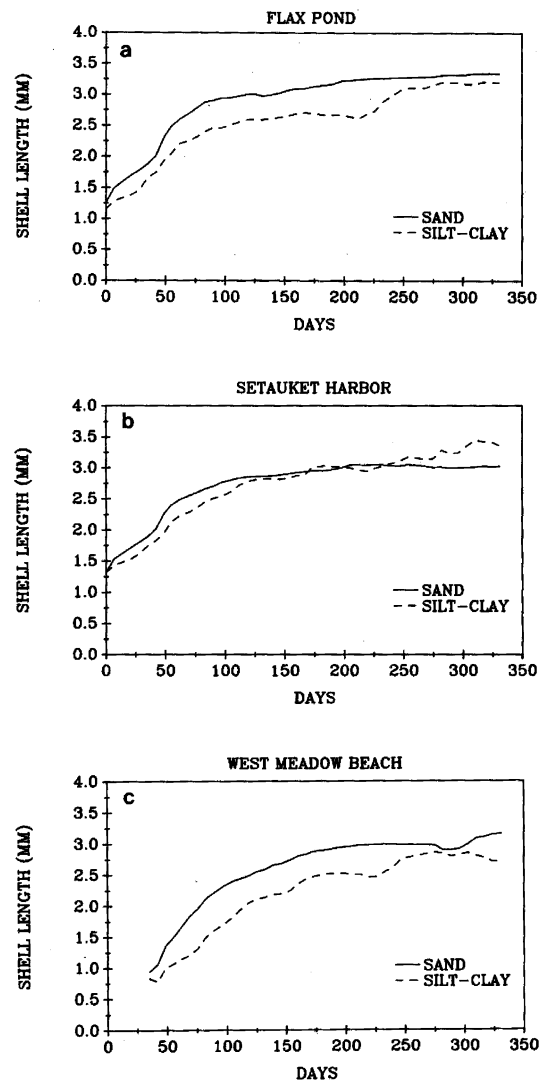 FLAX POND
a
SHELL LENGTH (MM)
4.0
3.5
3.0
2.5
2.0
1.5
1.0
0.5
0.0
SAND
SILT-CLAY
0 50 100 150 200 250 300 350
DAYS
SETAUKET HARBOR
b
SHELL LENGTH (MM)
4.0
3.5
3.0
2.5
2.0
1.5
1.0
0.5
0.0
SAND
SILT-CLAY
0 50 100 150 200 250 300 350
DAYS
WEST MEADOW BEACH
c
SHELL LENGTH (MM)
4.0
3.5
3.0
2.5
2.0
1.5
1.0
0.5
0.0
SAND
SILT-CLAY
0 50 100 150 200 250 300 350
DAYS